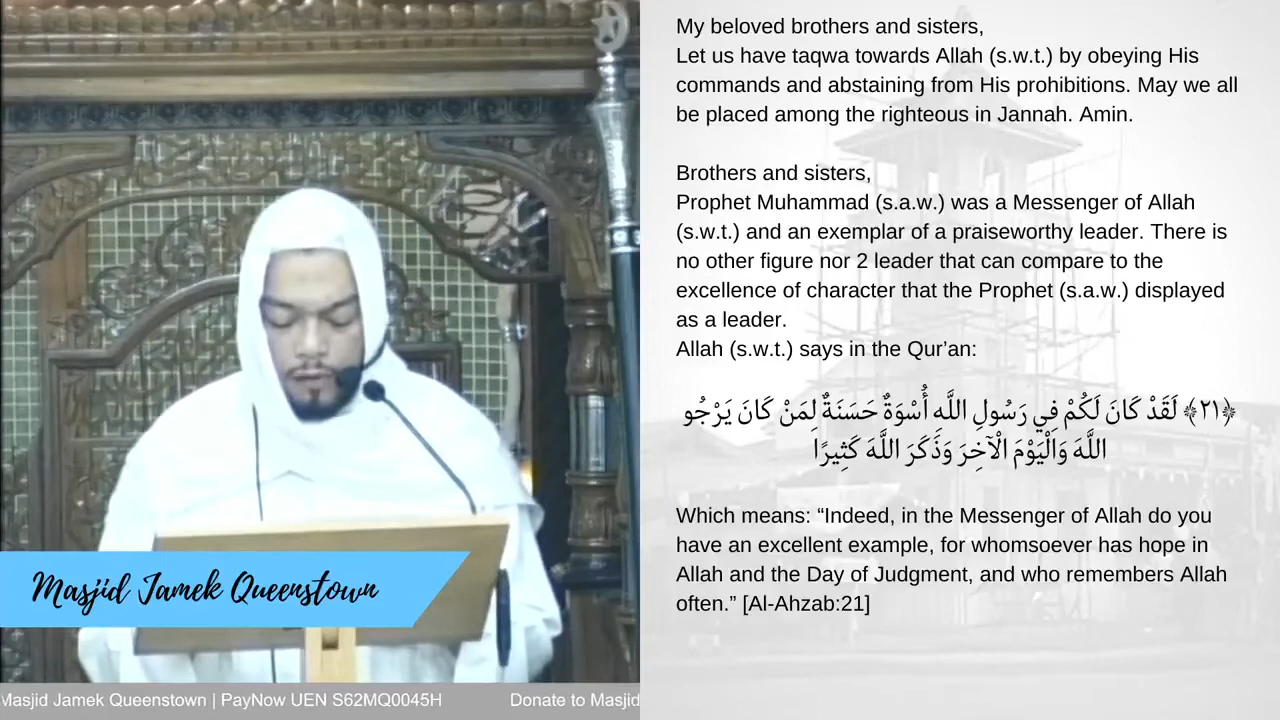 My beloved brothers and sisters,
Let us have taqwa towards Allah (s.w.t.) by obeying His
commands and abstaining from His prohibitions. May we all
be placed among the righteous in Jannah. Amin.
Brothers and sisters,
Prophet Muhammad (s.a.w.) was a Messenger of Allah
(s.w.t.) and an exemplar of a praiseworthy leader. There is
no other figure nor 2 leader that can compare to the
excellence of character that the Prophet (s.a.w.) displayed
as a leader.
Allah (s.w.t.) says in the Qur’an:
﴿٢١﴾ لَقَدْ كَانَ لَكُمْ فِي رَسُولِ اللَّهِ أُسْوَةٌ حَسَنَةٌ لِمَنْ كَانَ يَرْجُو
اللَّهَ وَالْيَوْمَ الْآخِرَ وَذَكَرَ اللَّهَ كَثِيرًا
Which means: “Indeed, in the Messenger of Allah do you
have an excellent example, for whomsoever has hope in
Allah and the Day of Judgment, and who remembers Allah
often.” [Al-Ahzab:21]
Masjid Jamek Queenstown
Masjid Jamek Queenstown | PayNow UEN S62MQ0045H Donate to Masjid